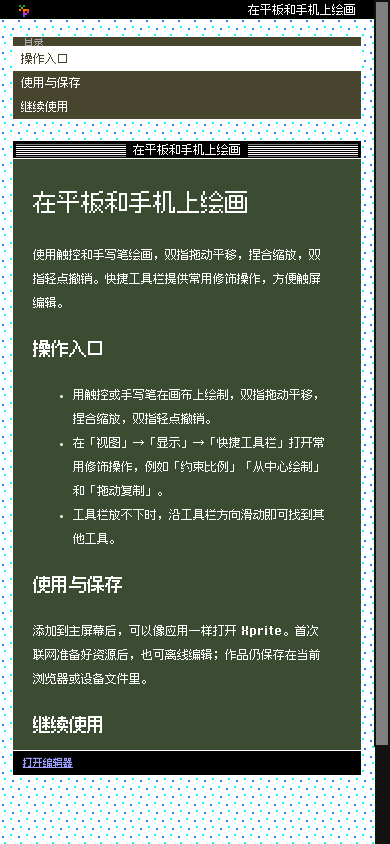 在平板和手机上绘画
目录
操作入口
使用与保存
继续使用
在平板和手机上绘画
在平板和手机上绘画
使用触控和手写笔绘画，双指拖动平移，捏合缩放，双
指轻点撤销。快捷工具栏提供常用修饰操作，方便触屏
编辑。
操作入口
用触控或手写笔在画布上绘制，双指拖动平移，
捏合缩放，双指轻点撤销。
在「视图」→「显示」→「快捷工具栏」打开常
用修饰操作，例如「约束比例」「从中心绘制」
和「拖动复制」。
工具栏放不下时，沿工具栏方向滑动即可找到其
他工具。
使用与保存
添加到主屏幕后，可以像应用一样打开 Xprite。首次
联网准备好资源后，也可离线编辑；作品仍保存在当前
浏览器或设备文件里。
继续使用
打开编辑器